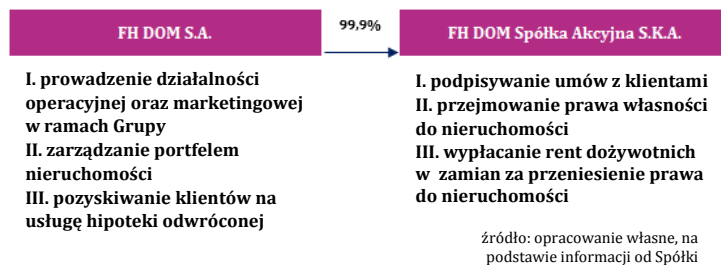 FH DOM S.A.
99,9%
FH DOM Spółka Akcyjna S.K.A.
I. prowadzenie działalności
operacyjnej oraz marketingowej
w ramach Grupy
II. zarządzanie portfelem
nieruchomości
III. pozyskiwanie klientów na
usługę hipoteki odwróconej
I. podpisywanie umów z klientami
II. przejmowanie prawa własności
do nieruchomości
III. wypłacanie rent dożywotnich
w zamian za przeniesienie prawa
do nieruchomości
źródło: opracowanie własne, na
podstawie informacji od Spółki